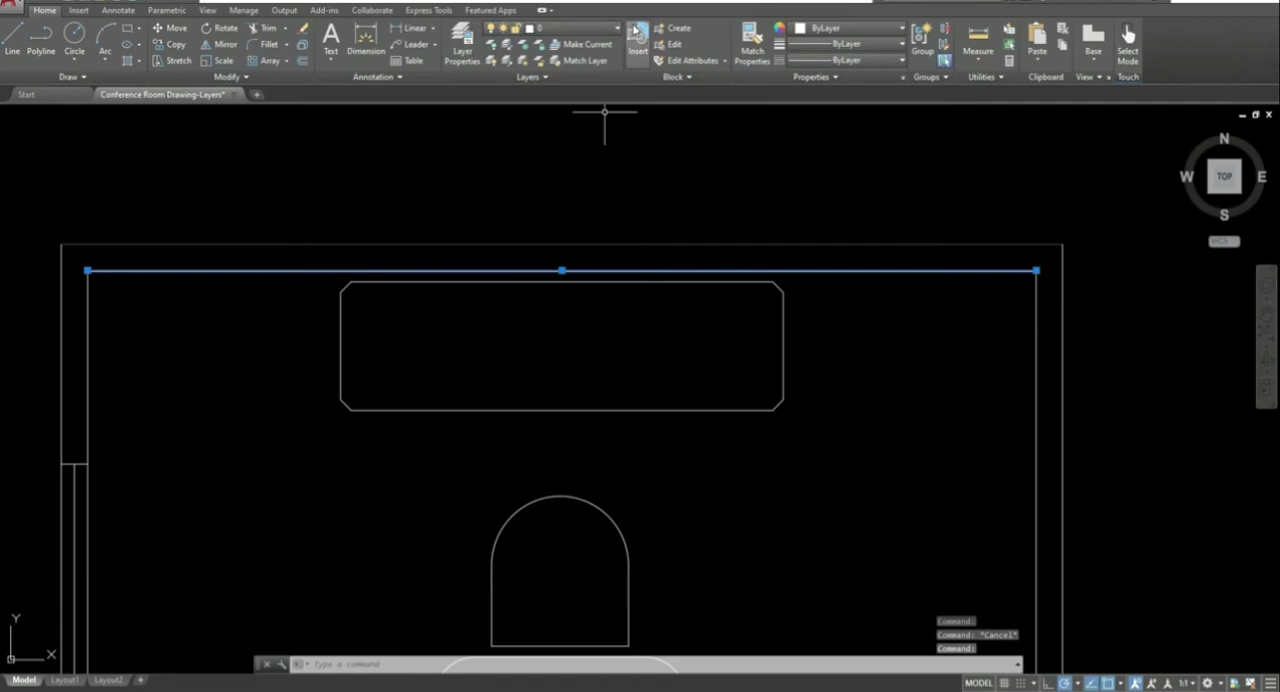 Home Insert Annotate Parametric View Manage Output Add-ins Collaborate Express Tools Featured Apps
Line Polyline Circle Arc
Move Rotate Trim
Copy Mirror Fillet
Stretch Scale Array
Text Dimension
Linear
Leader
Table
Layer Properties
0
Make Current
Match Layer
Insert
Create
Edit
Edit Attributes
Match Properties
ByLayer
ByLayer
ByLayer
Group
Measure
Paste
Base
Select Mode
Draw Modify Annotation Layers Block Properties Groups Utilities Clipboard View Touch
Start Conference Room Drawing-Layers* +
N
W TOP E
S
WCS
Y
X
Command:
Command: *Cancel*
Command:
Type a command
Model Layout1 Layout2 +
MODEL 1:1